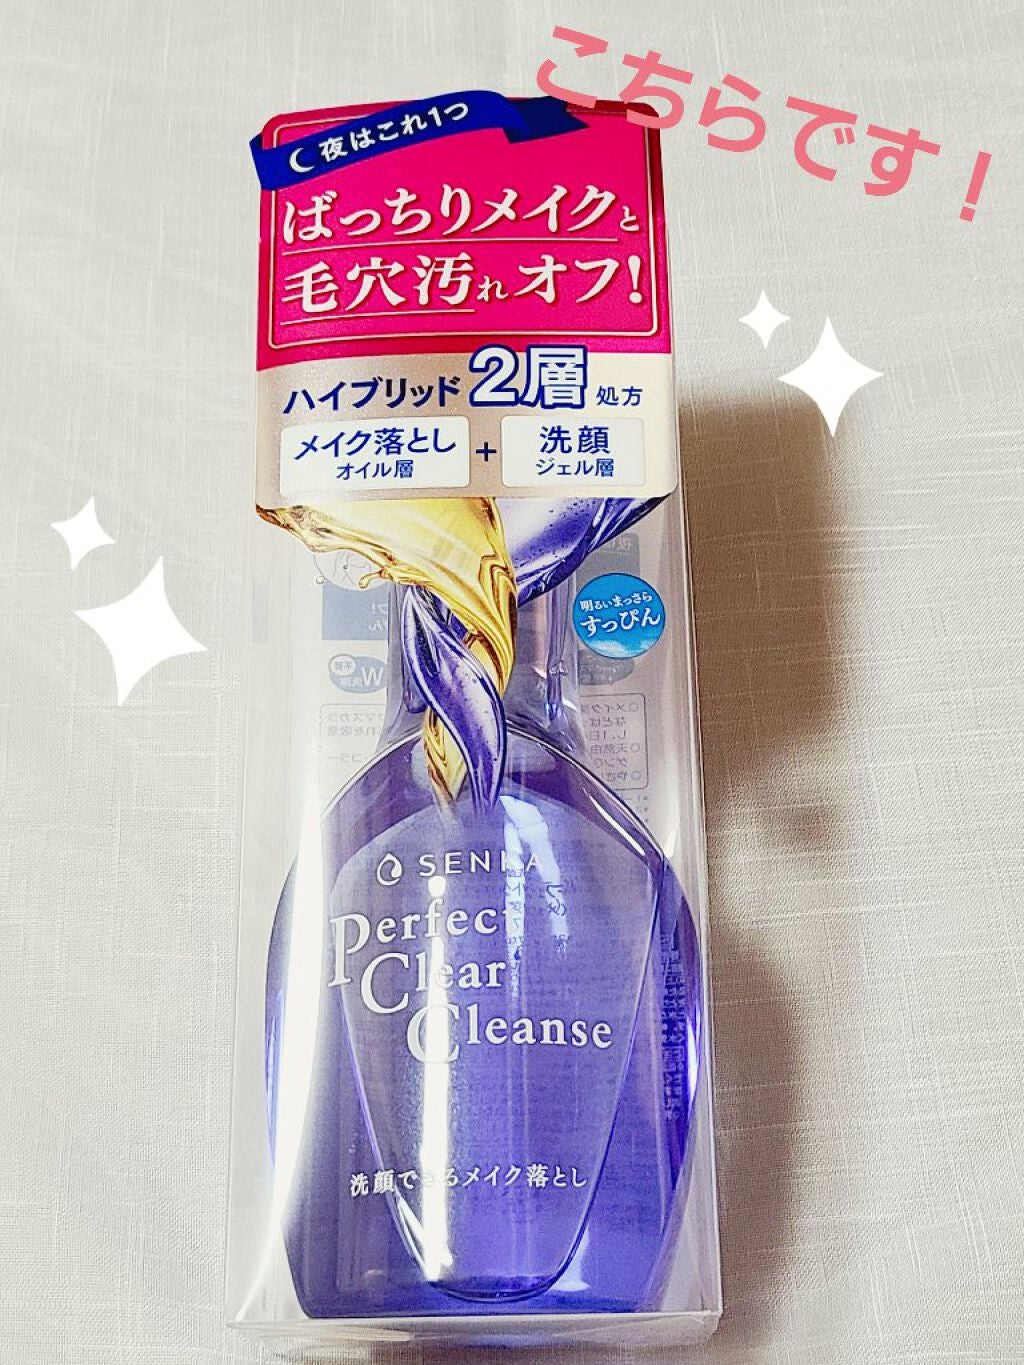 こちらです！
夜はこれ1つ
ばっちりメイクと
毛穴汚れオフ!
ハイブリッド2層処方
メイク落とし
オイル層
+
洗顔
ジェル層
明るいまっさら
すっぴん
SENKA
Perfect
Clear
Cleanse
洗顔できるメイク落とし